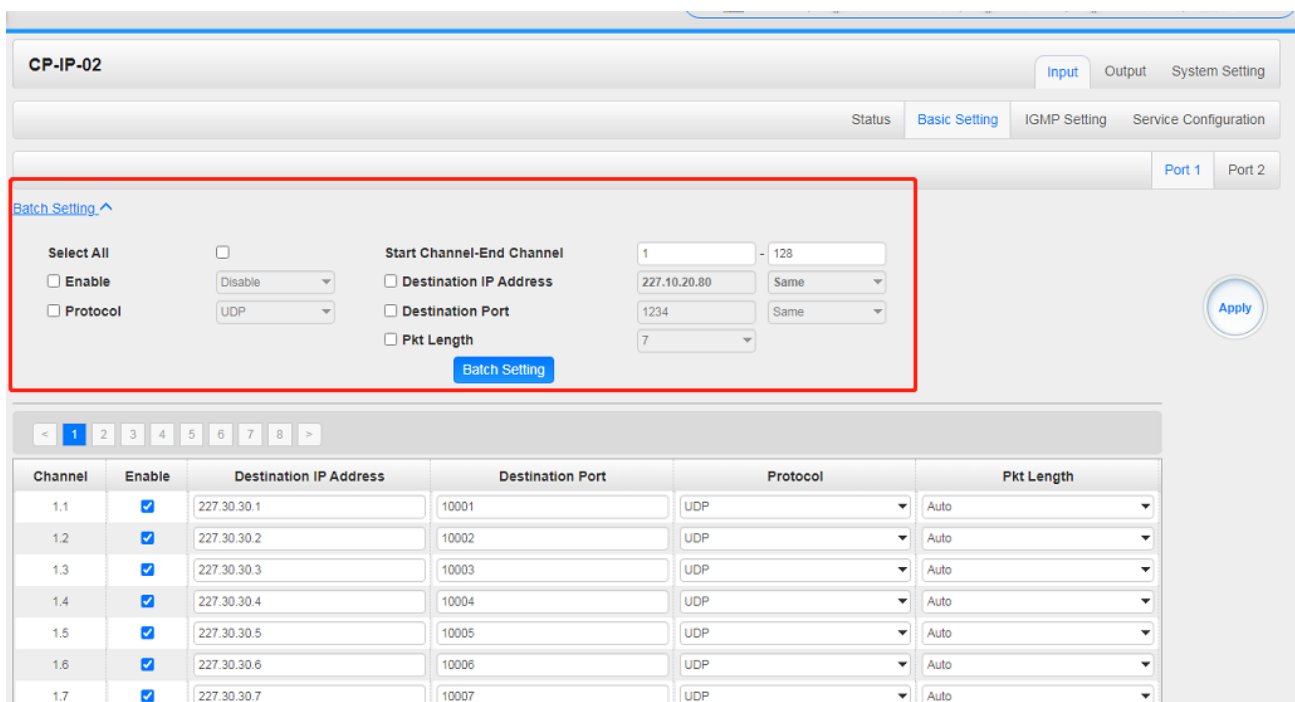 CP-IP-02
Input Output System Setting
Status Basic Setting IGMP Setting Service Configuration
Port 1 Port 2
Batch Setting
Select All Start Channel-End Channel 1 - 128
Enable Disable Destination IP Address 227.10.20.80 Same
Protocol UDP Destination Port 1234 Same
Pkt Length 7
Apply
Batch Setting
< 1 2 3 4 5 6 7 8 >
Channel Enable Destination IP Address Destination Port Protocol Pkt Length
1.1 227.30.30.1 10001 UDP Auto
1.2 227.30.30.2 10002 UDP Auto
1.3 227.30.30.3 10003 UDP Auto
1.4 227.30.30.4 10004 UDP Auto
1.5 227.30.30.5 10005 UDP Auto
1.6 227.30.30.6 10006 UDP Auto
1.7 227.30.30.7 10007 UDP Auto